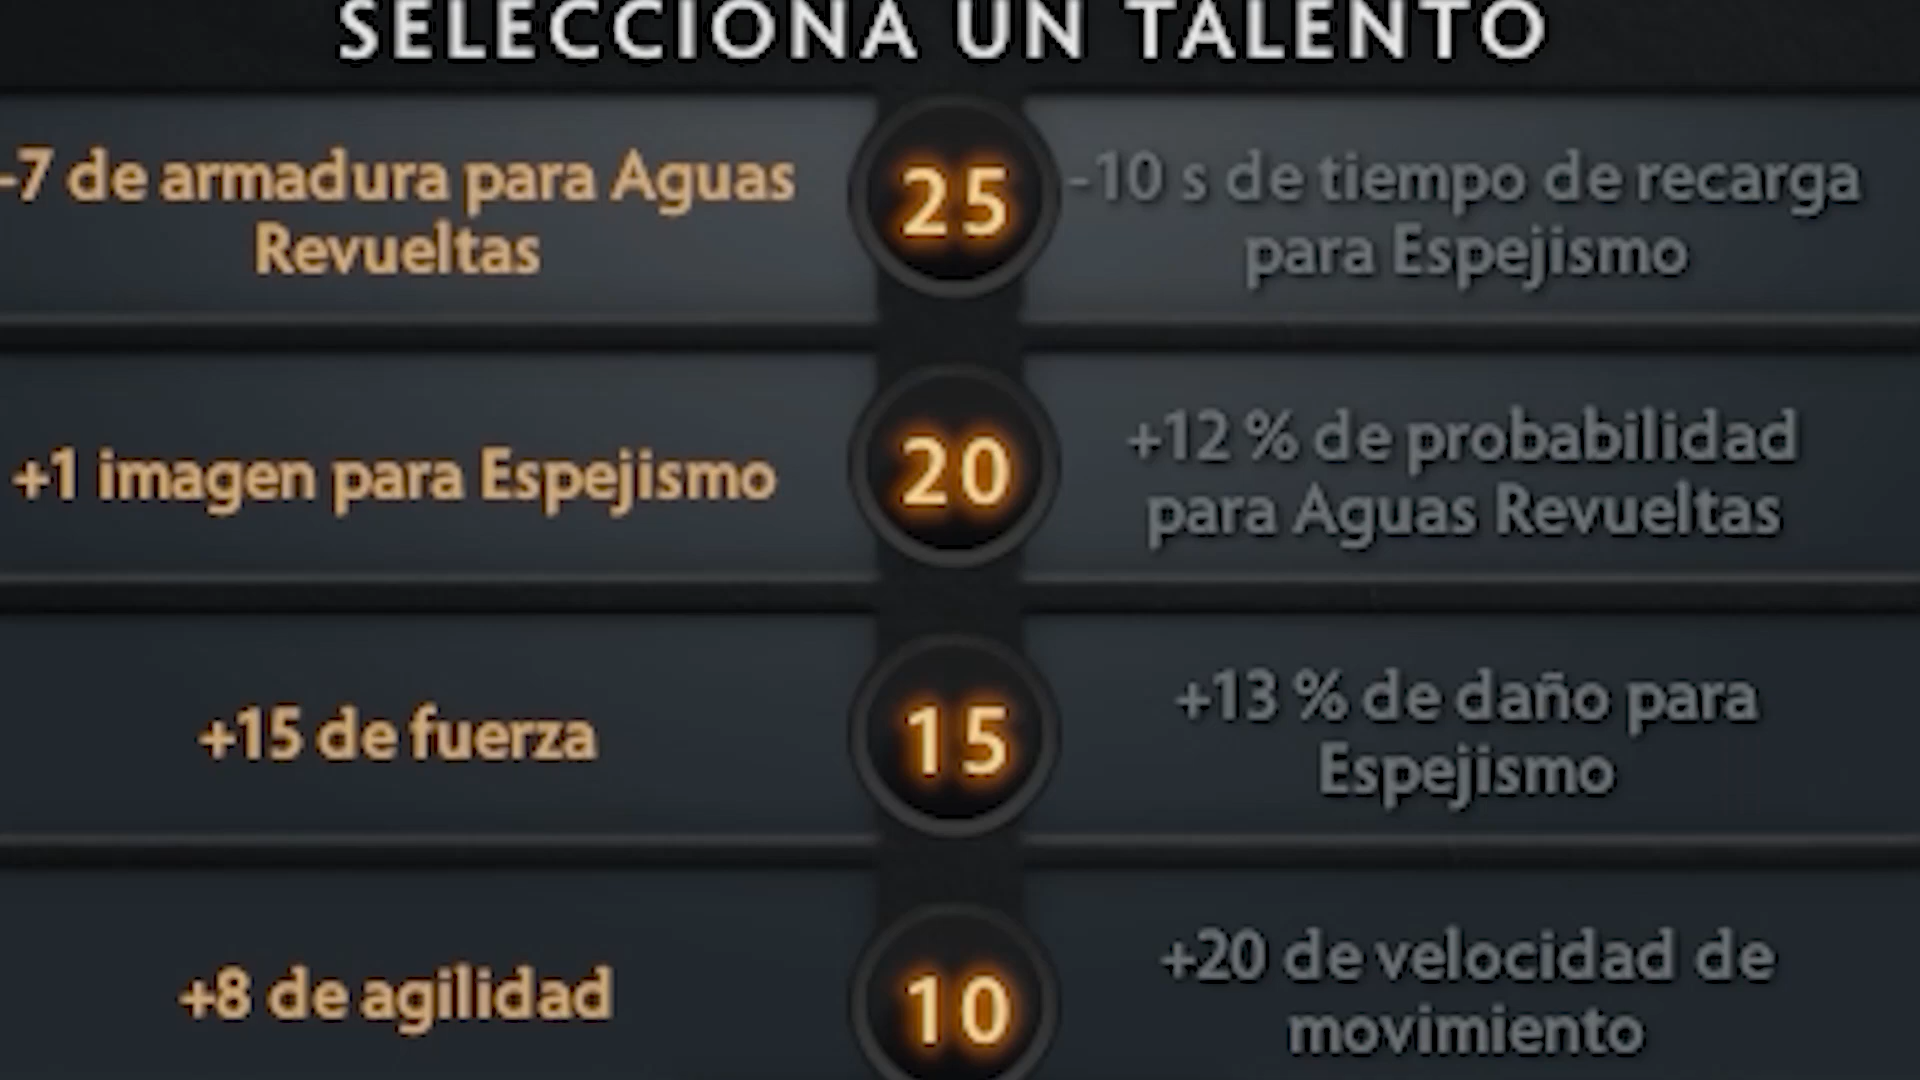 SELECCIONA UN TALENTO
-7 de armadura para Aguas
Revueltas
25
-10 s de tiempo de recarga
para Espejismo
+1 imagen para Espejismo
20
+12 % de probabilidad
para Aguas Revueltas
+15 de fuerza
15
+13 % de daño para
Espejismo
+8 de agilidad
10
+20 de velocidad de
movimiento